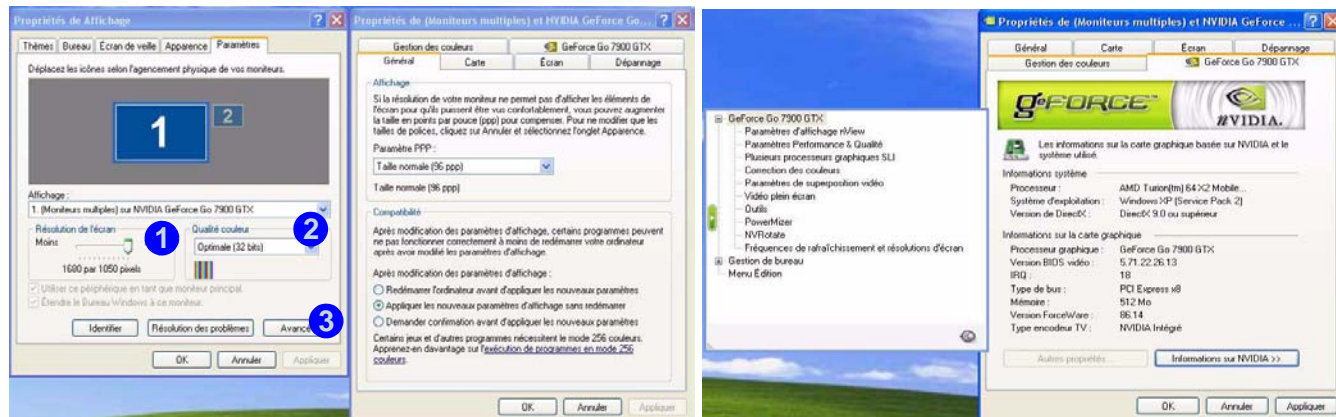 Propriétés de Affichage
Thèmes Bureau Écran de veille Apparence Paramètres
Déplacez les icônes selon l'agencement physique de vos moniteurs.
1
2
Affichage :
1. (Moniteurs multiples) sur NVIDIA GeForce Go 7900 GTX
Résolution de l'écran
Moins
1
1680 par 1050 pixels
Qualité couleur
2
Optimale (32 bits)
Utiliser ce périphérique en tant que moniteur principal.
Étendre le Bureau Windows à ce moniteur.
Identifier Résolution des problèmes Avancé
3
OK Annuler Appliquer
Propriétés de (Moniteurs multiples) et NVIDIA GeForce Go...
Gestion des couleurs GeForce Go 7900 GTX
Général Carte Écran Dépannage
Affichage
Si la résolution de votre moniteur ne permet pas d'afficher les éléments de
l'écran pour qu'ils puissent être vus confortablement, vous pouvez augmenter
la taille en points par pouce (ppp) pour compenser. Pour ne modifier que les
tailles de polices, cliquez sur Annuler et sélectionnez l'onglet Apparence.
Paramètre PPP :
Taille normale (96 ppp)
Taille normale (96 ppp)
Compatibilité
Après modification des paramètres d'affichage, certains programmes peuvent
ne pas fonctionner correctement à moins de redémarrer votre ordinateur
après avoir modifié les paramètres d'affichage.
Après modification des paramètres d'affichage :
Redémarrer l'ordinateur avant d'appliquer les nouveaux paramètres
Appliquer les nouveaux paramètres d'affichage sans redémarrer
Demander confirmation avant d'appliquer les nouveaux paramètres
Certains jeux et d'autres programmes nécessitent le mode 256 couleurs.
Apprenez-en davantage sur l'exécution de programmes en mode 256
couleurs.
OK Annuler Appliquer
GeForce Go 7900 GTX
Paramètres d'affichage nView
Paramètres Performance & Qualité
Plusieurs processeurs graphiques SLI
Correction des couleurs
Paramètres de superposition vidéo
Vidéo plein écran
Outils
PowerMizer
NVRotate
Fréquences de rafraîchissement et résolutions d'écran
Gestion de bureau
Menu Édition
Propriétés de (Moniteurs multiples) et NVIDIA GeForce ...
Général Carte Écran Dépannage
Gestion des couleurs GeForce Go 7900 GTX
GEFORCE NVIDIA.
Les informations sur la carte graphique basée sur NVIDIA et le
système utilisé.
Informations système
Processeur : AMD Turion(tm) 64 X2 Mobile...
Système d'exploitation : Windows XP (Service Pack 2)
Version de DirectX : DirectX 9.0 ou supérieur
Informations sur la carte graphique
Processeur graphique : GeForce Go 7900 GTX
Version BIOS vidéo : 5.71.22.26.13
IRQ : 18
Type de bus : PCI Express x8
Mémoire : 512 Mo
Version ForceWare : 86.14
Type encodeur TV : NVIDIA Intégré
Autres propriétés... Informations sur NVIDIA >>
OK Annuler Appliquer